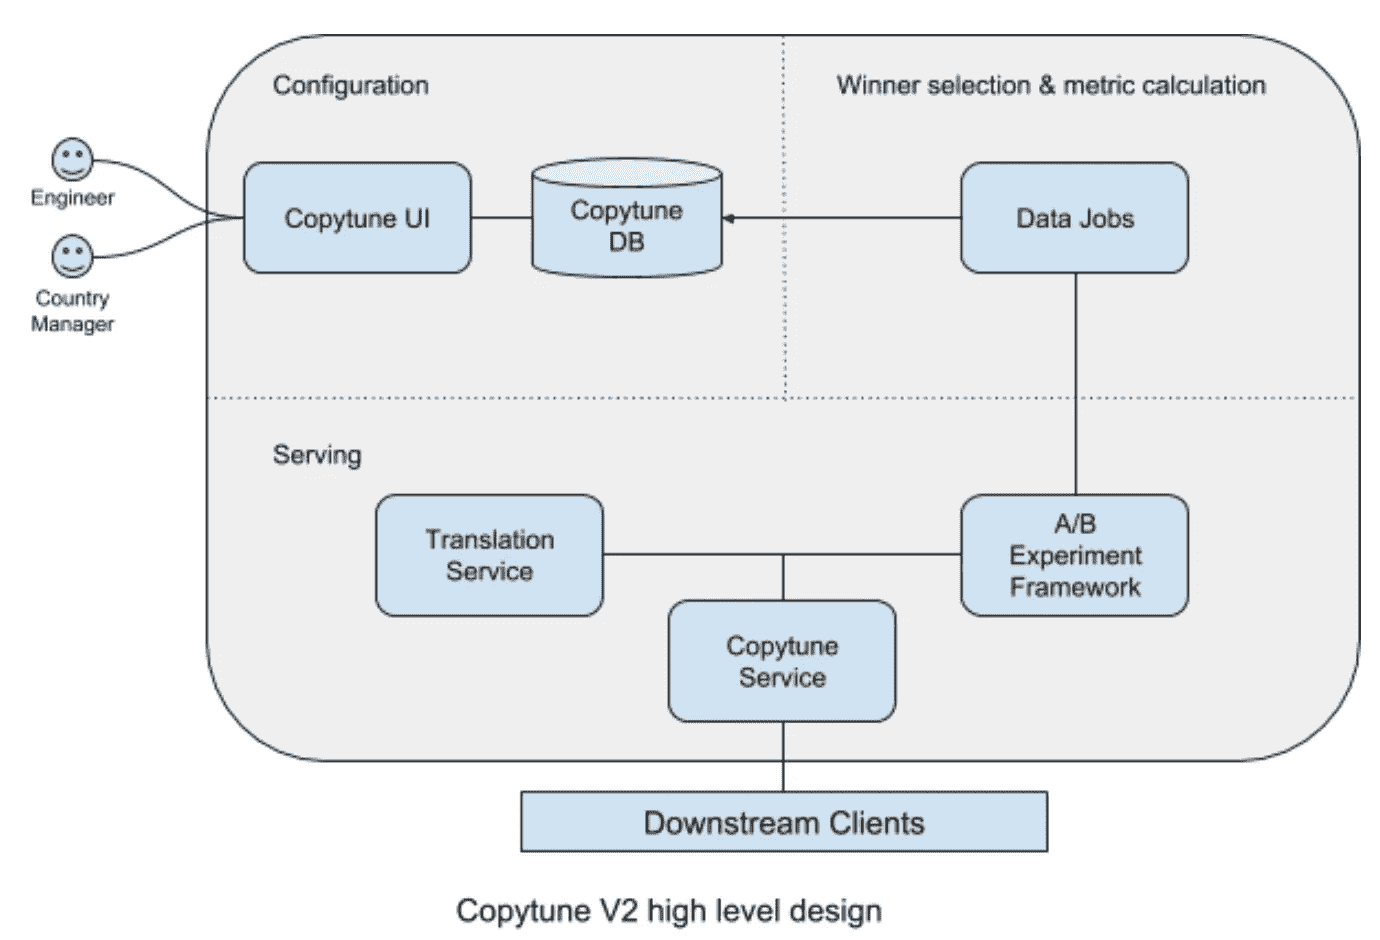 Configuration
Winner selection & metric calculation
Engineer
Country
Manager
Copytune UI
Copytune
DB
Data Jobs
Serving
Translation
Service
A/B
Experiment
Framework
Copytune
Service
Downstream Clients
Copytune V2 high level design